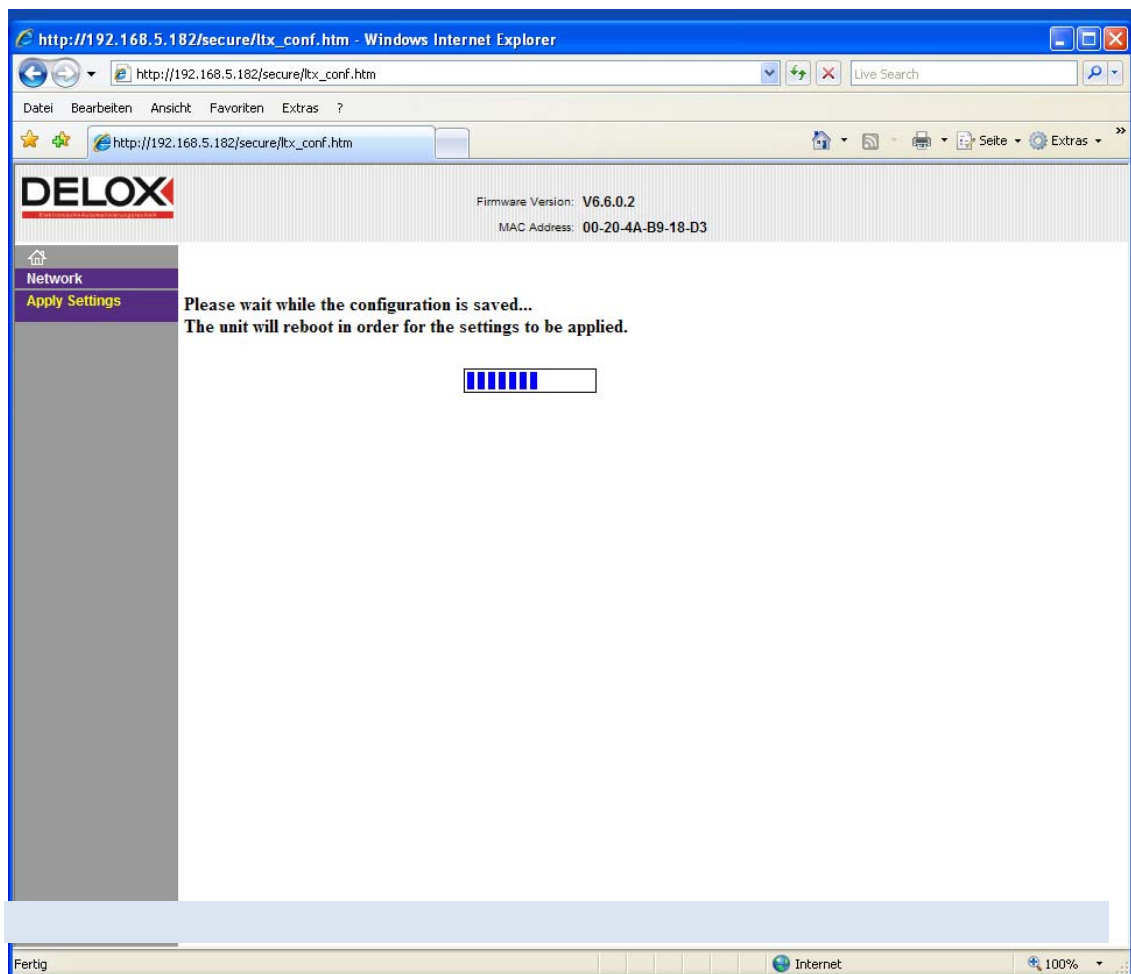 http://192.168.5.182/secure/ltx_conf.htm - Windows Internet Explorer
http://192.168.5.182/secure/ltx_conf.htm
Live Search
Datei Bearbeiten Ansicht Favoriten Extras ?
http://192.168.5.182/secure/ltx_conf.htm
Seite
Extras
DELOX
Elektronische Automatisierungstechnik
Firmware Version: V6.6.0.2
MAC Address: 00-20-4A-B9-18-D3
Network
Apply Settings
Please wait while the configuration is saved...
The unit will reboot in order for the settings to be applied.
Fertig
Internet
100%